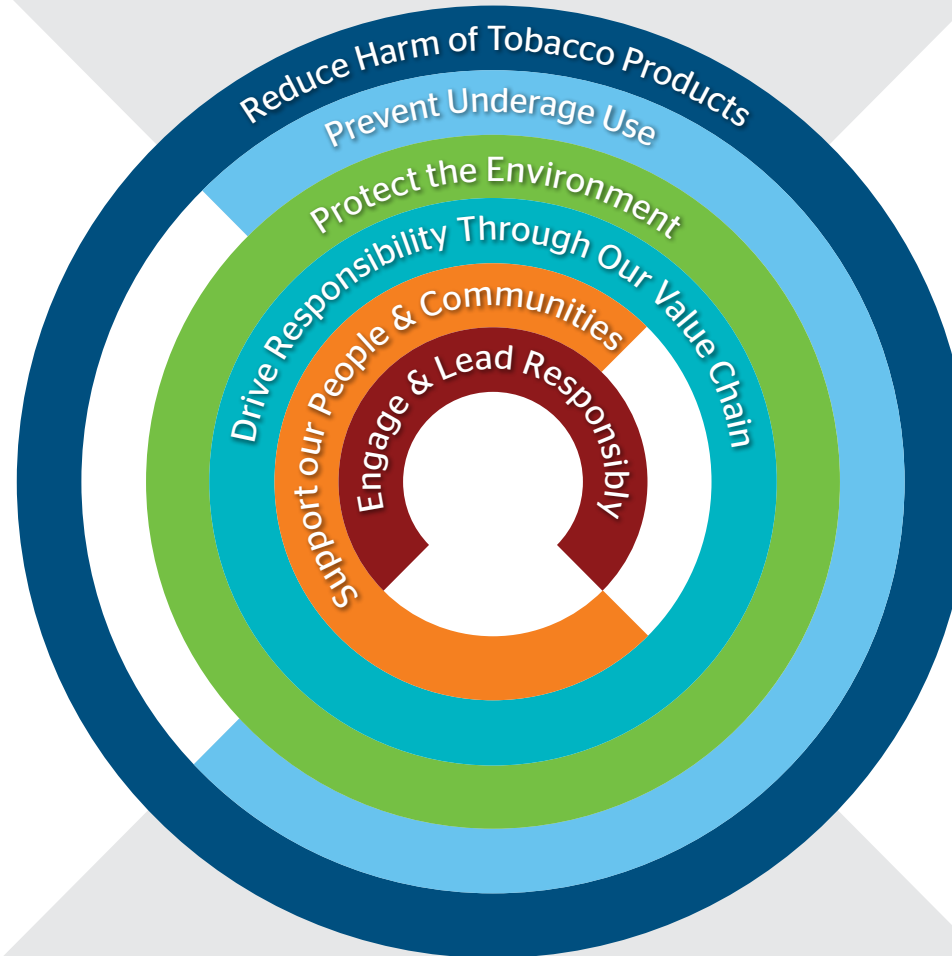 Reduce Harm of Tobacco Products
Prevent Underage Use
Protect the Environment
Drive Responsibility Through Our Value Chain
Support our People & Communities
Engage & Lead Responsibly